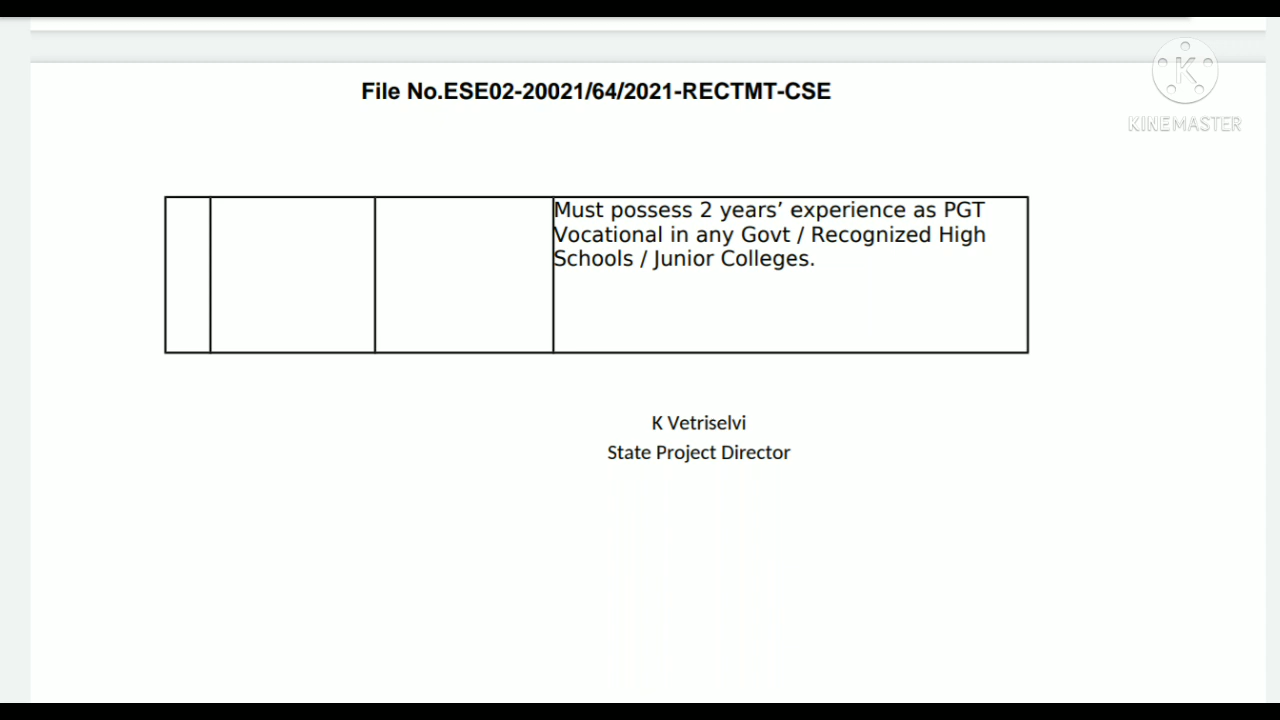 File No.ESE02-20021/64/2021-RECTMT-CSE
K
KINEMASTER
Must possess 2 years’ experience as PGT
Vocational in any Govt / Recognized High
Schools / Junior Colleges.
K Vetriselvi
State Project Director